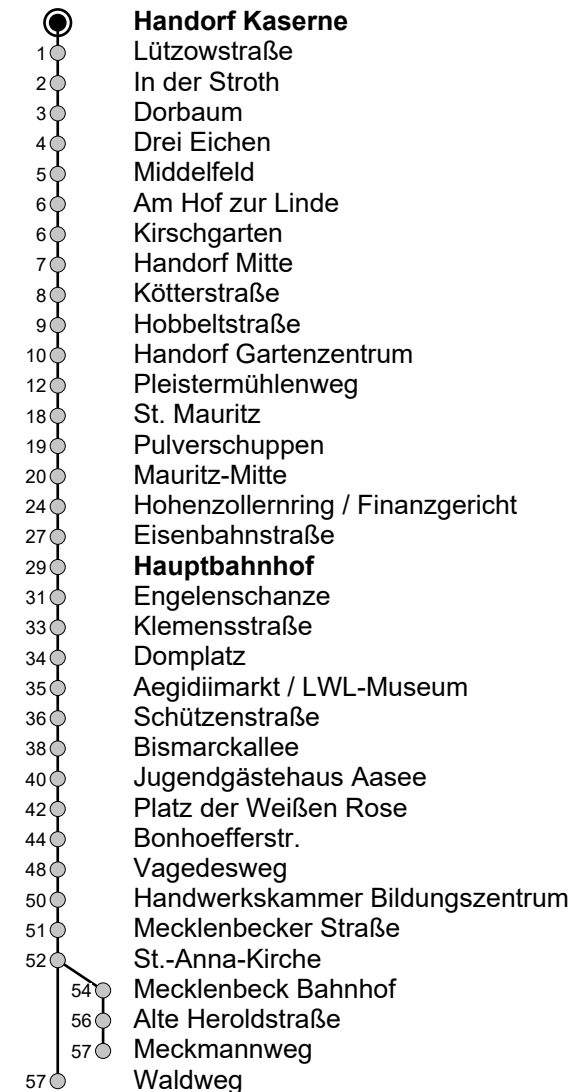 Handorf Kaserne
1 Lützowstraße
2 In der Stroth
3 Dorbaum
4 Drei Eichen
5 Middelfeld
6 Am Hof zur Linde
6 Kirschgarten
7 Handorf Mitte
8 Kötterstraße
9 Hobbeltstraße
10 Handorf Gartenzentrum
12 Pleistermühlenweg
18 St. Mauritz
19 Pulverschuppen
20 Mauritz-Mitte
24 Hohenzollernring / Finanzgericht
27 Eisenbahnstraße
29 Hauptbahnhof
31 Engelenschanze
33 Klemensstraße
34 Domplatz
35 Aegidiimarkt / LWL-Museum
36 Schützenstraße
38 Bismarckallee
40 Jugendgästehaus Aasee
42 Platz der Weißen Rose
44 Bonhoefferstr.
48 Vagedesweg
50 Handwerkskammer Bildungszentrum
51 Mecklenbecker Straße
52 St.-Anna-Kirche
54 Mecklenbeck Bahnhof
56 Alte Heroldstraße
57 Meckmannweg
57 Waldweg